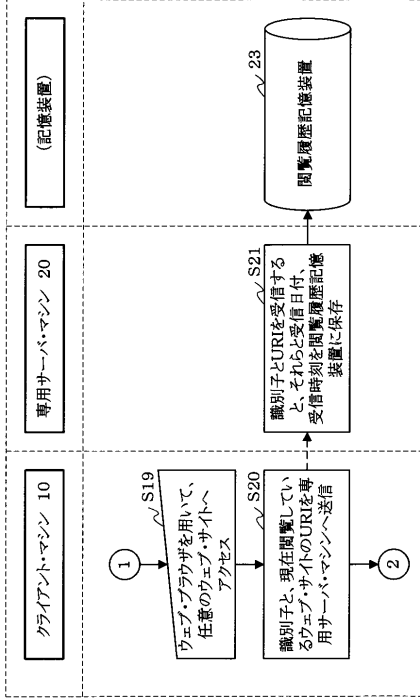 クライアント・マシン 10
専用サーバ・マシン 20
(記憶装置)
1
S19
ウェブ・ブラウザを用いて、
任意のウェブ・サイトへ
アクセス
S20
識別子と、現在閲覧してい
るウェブ・サイトのURIを専
用サーバ・マシンへ送信
2
S21
識別子とURIを受信する
と、それらと受信日付、
受信時刻を閲覧履歴記憶
装置に保存
23
閲覧履歴記憶装置